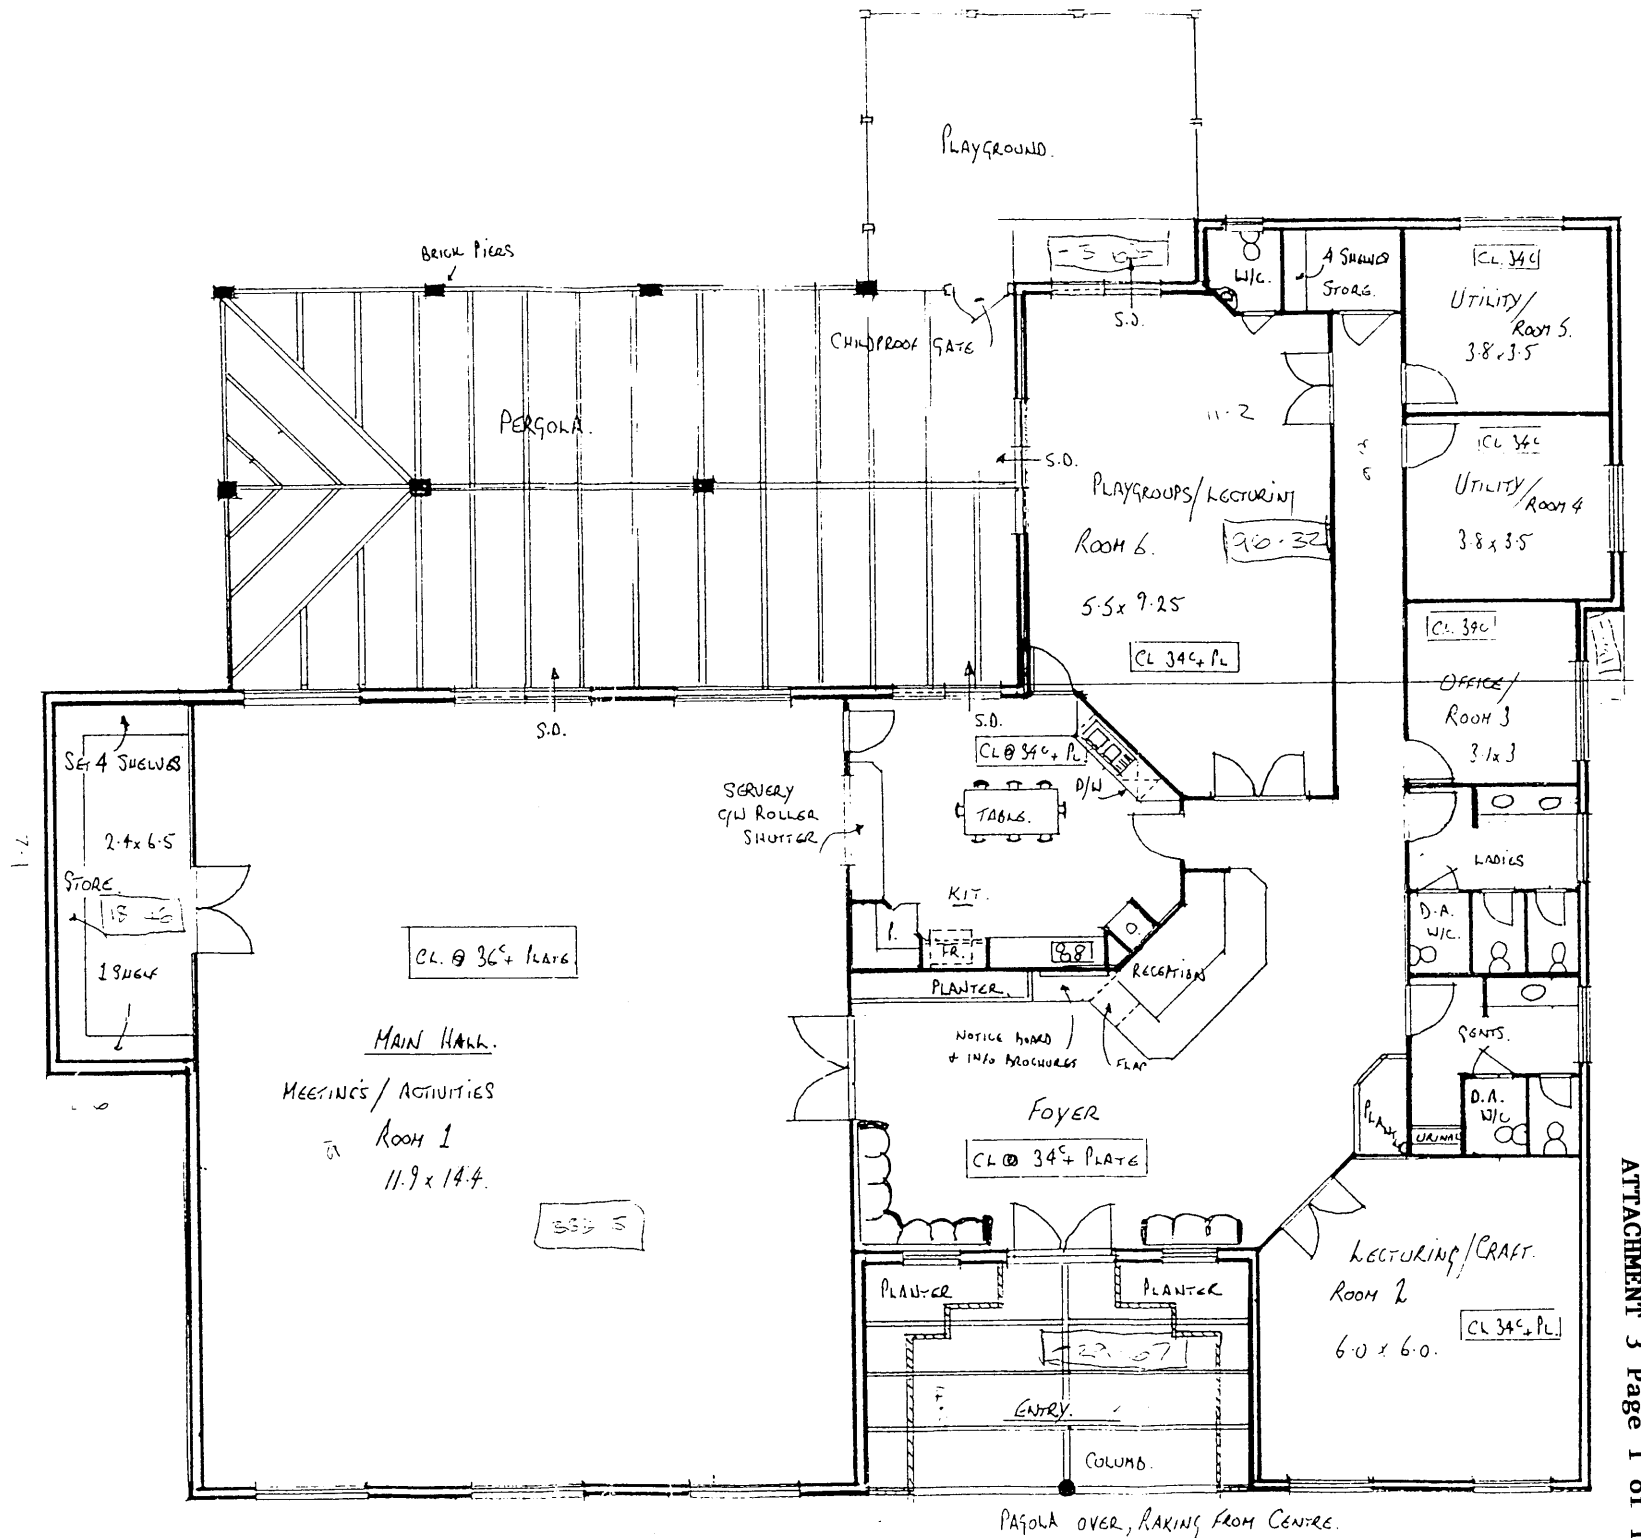 PLAYGROUND.
BRICK PIERS
CHILDPROOF GATE
S.D.
W/C.
4 SHELVES
STORE.
CL. 34c
UTILITY/
ROOM 5.
3.8 x 3.5
PERGOLA.
11.2
S.D.
PLAYGROUPS/LECTURING
ROOM 6.
90.32
5.5 x 9.25
CL 34c + PL
CL 34c
UTILITY/
ROOM 4
3.8 x 3.5
CL. 34c
OFFICE/
ROOM 3
3.1 x 3
S.D.
S.D.
SET 4 SHELVES
2.4 x 6.5
STORE.
1 SHELF
SERVERY
C/W ROLLER
SHUTTER
CL @ 34c + PL
D/W
TABLE.
KIT.
P.
FR.
O.
PLANTER.
RECEPTION
NOTICE BOARD
+ INFO BROCHURES
FLAP
LADIES
D.A.
W/C.
GENTS.
D.A.
W/C
URINAL
PLANT.
CL. @ 36c + PLATE
MAIN HALL.
MEETINGS/ACTIVITIES
ROOM 1
11.9 x 14.4.
FOYER
CL @ 34c + PLATE
LECTURING/CRAFT.
ROOM 2
CL 34c + PL.
6.0 x 6.0.
PLANTER
PLANTER
ENTRY.
COLUMB.
PAGOLA OVER, RAKING FROM CENTRE.
ATTACHMENT 3 Page 1 of